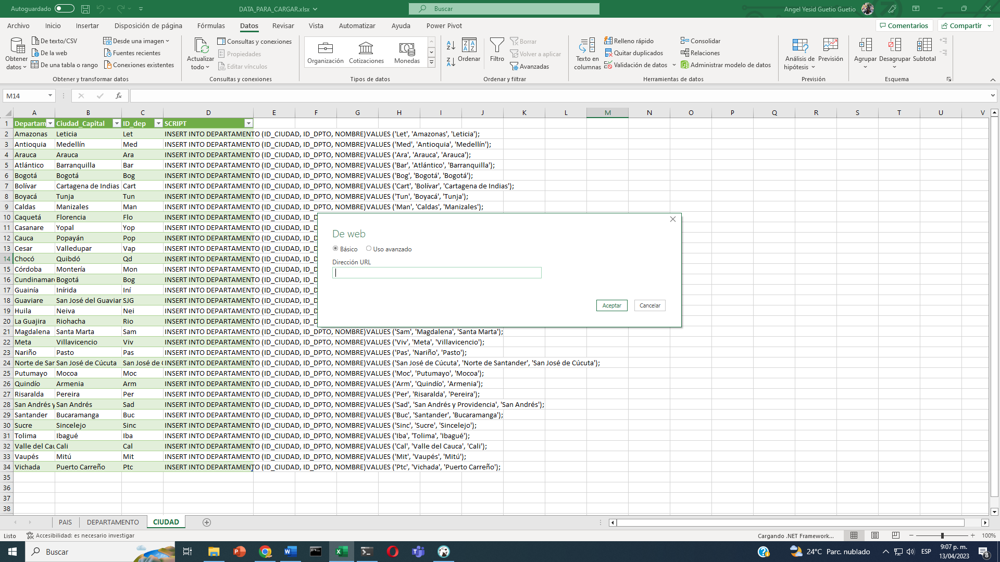 Autoguardado
DATA_PARA_CARGAR.xlsx
Buscar
Angel Yesid Guetio Guetio
Archivo Inicio Insertar Disposición de página Fórmulas Datos Revisar Vista Automatizar Ayuda Power Pivot
Comentarios Compartir
Obtener datos
De texto/CSV
De la web
De una tabla o rango
Desde una imagen
Fuentes recientes
Conexiones existentes
Obtener y transformar datos
Actualizar todo
Consultas y conexiones
Propiedades
Editar vínculos
Consultas y conexiones
Organización Cotizaciones Monedas
Tipos de datos
Ordenar
Filtro
Borrar
Volver a aplicar
Avanzadas
Ordenar y filtrar
Texto en columnas
Relleno rápido
Quitar duplicados
Validación de datos
Consolidar
Relaciones
Administrar modelo de datos
Herramientas de datos
Análisis de hipótesis
Previsión
Previsión
Agrupar Desagrupar Subtotal
Esquema
M14
fx
A B C D E F G H I J K L M N O P Q R S T U V
1 Departam Ciudad_Capital ID_dep SCRIPT
2 Amazonas Leticia Let INSERT INTO DEPARTAMENTO (ID_CIUDAD, ID_DPTO, NOMBRE)VALUES ('Let', 'Amazonas', 'Leticia');
3 Antioquia Medellín Med INSERT INTO DEPARTAMENTO (ID_CIUDAD, ID_DPTO, NOMBRE)VALUES ('Med', 'Antioquia', 'Medellín');
4 Arauca Arauca Ara INSERT INTO DEPARTAMENTO (ID_CIUDAD, ID_DPTO, NOMBRE)VALUES ('Ara', 'Arauca', 'Arauca');
5 Atlántico Barranquilla Bar INSERT INTO DEPARTAMENTO (ID_CIUDAD, ID_DPTO, NOMBRE)VALUES ('Bar', 'Atlántico', 'Barranquilla');
6 Bogotá Bogotá Bog INSERT INTO DEPARTAMENTO (ID_CIUDAD, ID_DPTO, NOMBRE)VALUES ('Bog', 'Bogotá', 'Bogotá');
7 Bolívar Cartagena de Indias Cart INSERT INTO DEPARTAMENTO (ID_CIUDAD, ID_DPTO, NOMBRE)VALUES ('Cart', 'Bolívar', 'Cartagena de Indias');
8 Boyacá Tunja Tun INSERT INTO DEPARTAMENTO (ID_CIUDAD, ID_DPTO, NOMBRE)VALUES ('Tun', 'Boyacá', 'Tunja');
9 Caldas Manizales Man INSERT INTO DEPARTAMENTO (ID_CIUDAD, ID_DPTO, NOMBRE)VALUES ('Man', 'Caldas', 'Manizales');
10 Caquetá Florencia Flo INSERT INTO DEPARTAMENTO (ID_CIUDAD, ID_D
11 Casanare Yopal Yop INSERT INTO DEPARTAMENTO (ID_CIUDAD, ID_D
12 Cauca Popayán Pop INSERT INTO DEPARTAMENTO (ID_CIUDAD, ID_D
13 Cesar Valledupar Vap INSERT INTO DEPARTAMENTO (ID_CIUDAD, ID_D
14 Chocó Quibdó Qd INSERT INTO DEPARTAMENTO (ID_CIUDAD, ID_D
15 Córdoba Montería Mon INSERT INTO DEPARTAMENTO (ID_CIUDAD, ID_D
16 Cundinamar Bogotá Bog INSERT INTO DEPARTAMENTO (ID_CIUDAD, ID_D
17 Guainía Inírida Iní INSERT INTO DEPARTAMENTO (ID_CIUDAD, ID_D
18 Guaviare San José del Guaviar SJG INSERT INTO DEPARTAMENTO (ID_CIUDAD, ID_D
19 Huila Neiva Nei INSERT INTO DEPARTAMENTO (ID_CIUDAD, ID_D
20 La Guajira Riohacha Rio INSERT INTO DEPARTAMENTO (ID_CIUDAD, ID_D
De web
Básico Uso avanzado
Dirección URL
Aceptar Cancelar
21 Magdalena Santa Marta Sam INSERT INTO DEPARTAMENTO (ID_CIUDAD, ID_DPTO, NOMBRE)VALUES ('Sam', 'Magdalena', 'Santa Marta');
22 Meta Villavicencio Viv INSERT INTO DEPARTAMENTO (ID_CIUDAD, ID_DPTO, NOMBRE)VALUES ('Viv', 'Meta', 'Villavicencio');
23 Nariño Pasto Pas INSERT INTO DEPARTAMENTO (ID_CIUDAD, ID_DPTO, NOMBRE)VALUES ('Pas', 'Nariño', 'Pasto');
24 Norte de Sar San José de Cúcuta San José de C INSERT INTO DEPARTAMENTO (ID_CIUDAD, ID_DPTO, NOMBRE)VALUES ('San José de Cúcuta', 'Norte de Santander', 'San José de Cúcuta');
25 Putumayo Mocoa Moc INSERT INTO DEPARTAMENTO (ID_CIUDAD, ID_DPTO, NOMBRE)VALUES ('Moc', 'Putumayo', 'Mocoa');
26 Quindío Armenia Arm INSERT INTO DEPARTAMENTO (ID_CIUDAD, ID_DPTO, NOMBRE)VALUES ('Arm', 'Quindío', 'Armenia');
27 Risaralda Pereira Per INSERT INTO DEPARTAMENTO (ID_CIUDAD, ID_DPTO, NOMBRE)VALUES ('Per', 'Risaralda', 'Pereira');
28 San Andrés y San Andrés Sad INSERT INTO DEPARTAMENTO (ID_CIUDAD, ID_DPTO, NOMBRE)VALUES ('Sad', 'San Andrés y Providencia', 'San Andrés');
29 Santander Bucaramanga Buc INSERT INTO DEPARTAMENTO (ID_CIUDAD, ID_DPTO, NOMBRE)VALUES ('Buc', 'Santander', 'Bucaramanga');
30 Sucre Sincelejo Sinc INSERT INTO DEPARTAMENTO (ID_CIUDAD, ID_DPTO, NOMBRE)VALUES ('Sinc', 'Sucre', 'Sincelejo');
31 Tolima Ibagué Iba INSERT INTO DEPARTAMENTO (ID_CIUDAD, ID_DPTO, NOMBRE)VALUES ('Iba', 'Tolima', 'Ibagué');
32 Valle del Cau Cali Cal INSERT INTO DEPARTAMENTO (ID_CIUDAD, ID_DPTO, NOMBRE)VALUES ('Cal', 'Valle del Cauca', 'Cali');
33 Vaupés Mitú Mit INSERT INTO DEPARTAMENTO (ID_CIUDAD, ID_DPTO, NOMBRE)VALUES ('Mit', 'Vaupés', 'Mitú');
34 Vichada Puerto Carreño Ptc INSERT INTO DEPARTAMENTO (ID_CIUDAD, ID_DPTO, NOMBRE)VALUES ('Ptc', 'Vichada', 'Puerto Carreño');
35
36
37
38
PAIS DEPARTAMENTO CIUDAD
Listo Accesibilidad: es necesario investigar Cargando .NET Framework... 100%
Buscar
24°C Parc. nublado
ESP
9:07 p. m.
13/04/2023
8